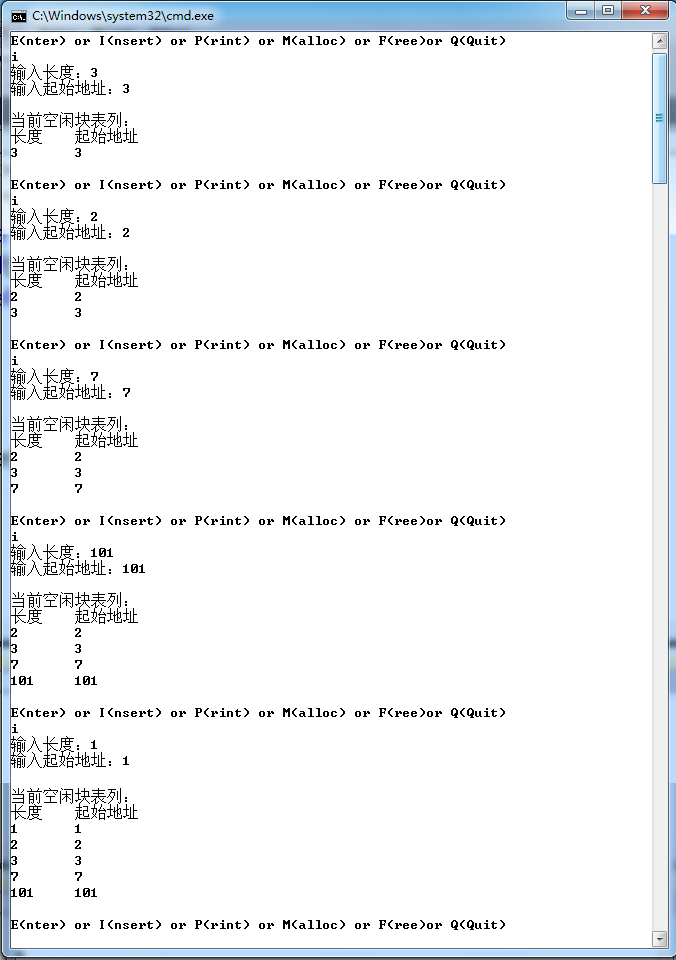 C:\Windows\system32\cmd.exe
E(nter) or I(nsert) or P(rint) or M(alloc) or F(ree)or Q(Quit)
i
输入长度：3
输入起始地址：3
当前空闲块表列：
长度 起始地址
3 3
E(nter) or I(nsert) or P(rint) or M(alloc) or F(ree)or Q(Quit)
i
输入长度：2
输入起始地址：2
当前空闲块表列：
长度 起始地址
2 2
3 3
E(nter) or I(nsert) or P(rint) or M(alloc) or F(ree)or Q(Quit)
i
输入长度：7
输入起始地址：7
当前空闲块表列：
长度 起始地址
2 2
3 3
7 7
E(nter) or I(nsert) or P(rint) or M(alloc) or F(ree)or Q(Quit)
i
输入长度：101
输入起始地址：101
当前空闲块表列：
长度 起始地址
2 2
3 3
7 7
101 101
E(nter) or I(nsert) or P(rint) or M(alloc) or F(ree)or Q(Quit)
i
输入长度：1
输入起始地址：1
当前空闲块表列：
长度 起始地址
1 1
2 2
3 3
7 7
101 101
E(nter) or I(nsert) or P(rint) or M(alloc) or F(ree)or Q(Quit)